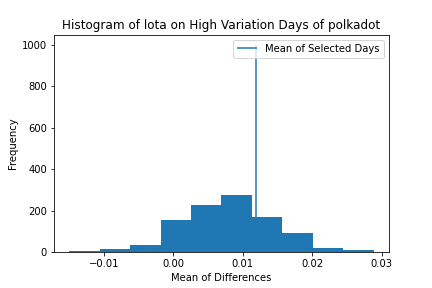 Histogram of Iota on High Variation Days of polkadot
Mean of Selected Days
Frequency
1000
800
600
400
200
0
−0.01 0.00 0.01 0.02 0.03
Mean of Differences